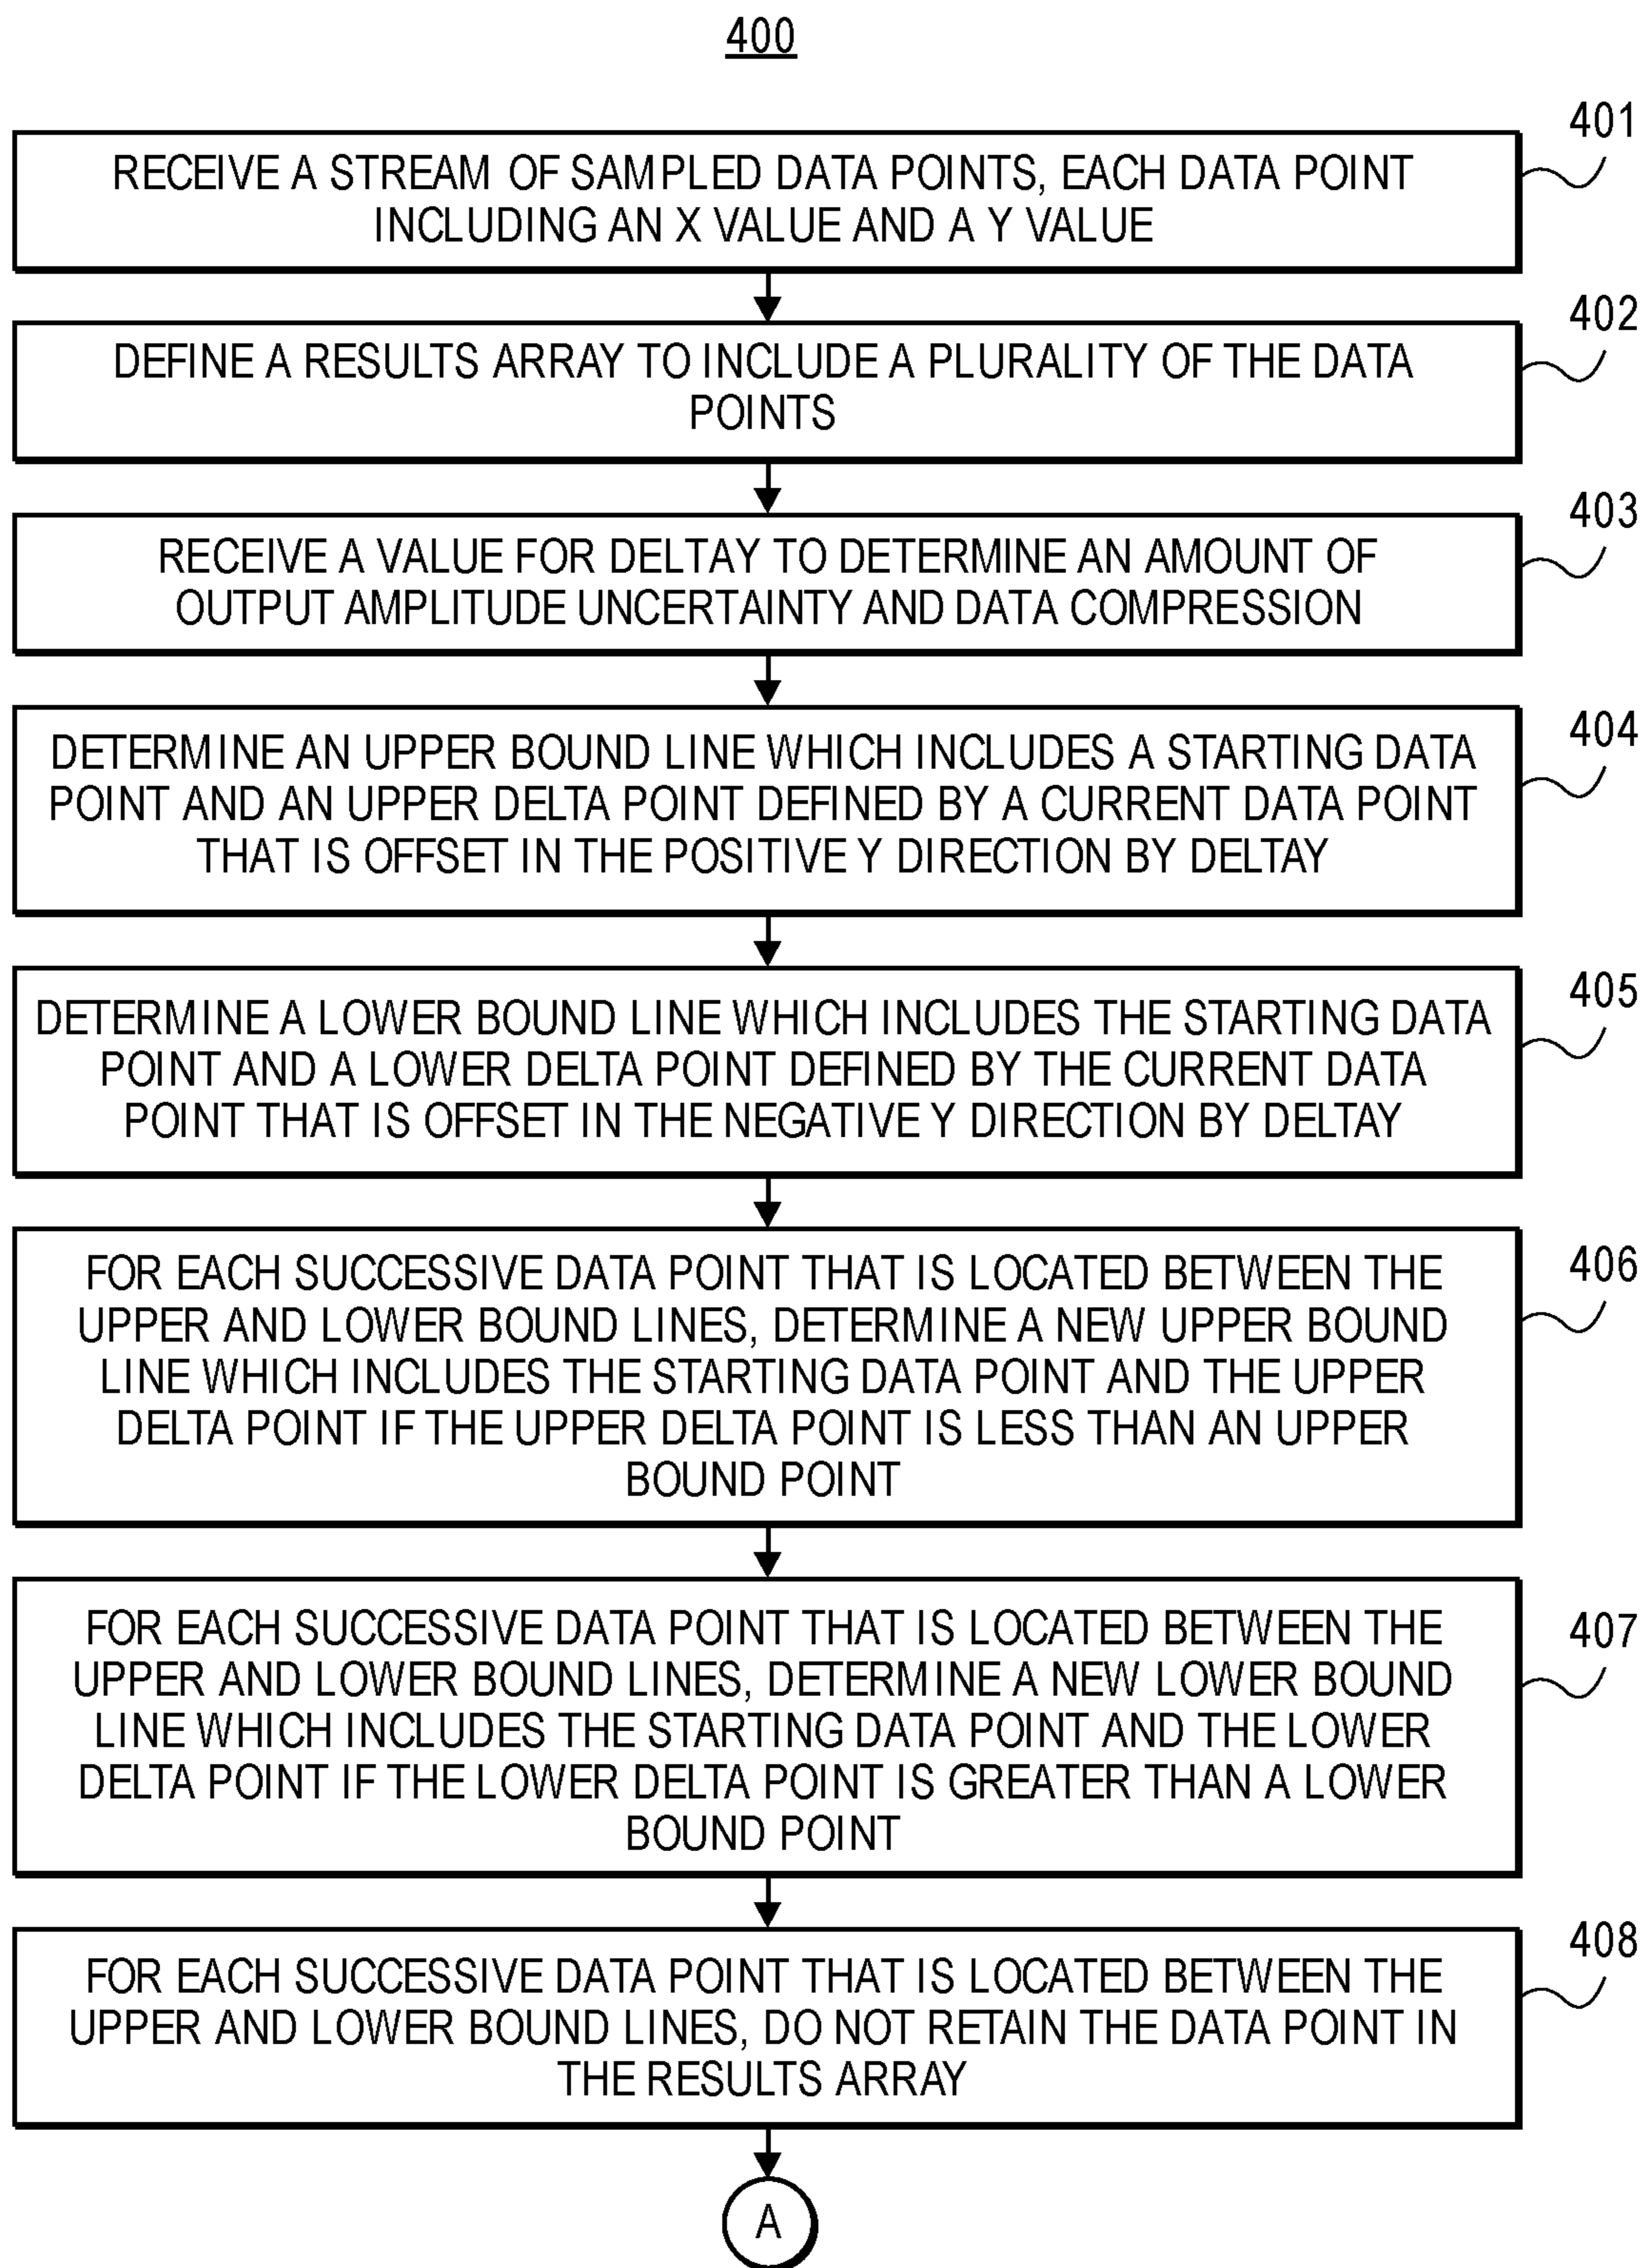 400
401
RECEIVE A STREAM OF SAMPLED DATA POINTS, EACH DATA POINT
INCLUDING AN X VALUE AND A Y VALUE
402
DEFINE A RESULTS ARRAY TO INCLUDE A PLURALITY OF THE DATA
POINTS
403
RECEIVE A VALUE FOR DELTAY TO DETERMINE AN AMOUNT OF
OUTPUT AMPLITUDE UNCERTAINTY AND DATA COMPRESSION
404
DETERMINE AN UPPER BOUND LINE WHICH INCLUDES A STARTING DATA
POINT AND AN UPPER DELTA POINT DEFINED BY A CURRENT DATA POINT
THAT IS OFFSET IN THE POSITIVE Y DIRECTION BY DELTAY
405
DETERMINE A LOWER BOUND LINE WHICH INCLUDES THE STARTING DATA
POINT AND A LOWER DELTA POINT DEFINED BY THE CURRENT DATA
POINT THAT IS OFFSET IN THE NEGATIVE Y DIRECTION BY DELTAY
406
FOR EACH SUCCESSIVE DATA POINT THAT IS LOCATED BETWEEN THE
UPPER AND LOWER BOUND LINES, DETERMINE A NEW UPPER BOUND
LINE WHICH INCLUDES THE STARTING DATA POINT AND THE UPPER
DELTA POINT IF THE UPPER DELTA POINT IS LESS THAN AN UPPER
BOUND POINT
407
FOR EACH SUCCESSIVE DATA POINT THAT IS LOCATED BETWEEN THE
UPPER AND LOWER BOUND LINES, DETERMINE A NEW LOWER BOUND
LINE WHICH INCLUDES THE STARTING DATA POINT AND THE LOWER
DELTA POINT IF THE LOWER DELTA POINT IS GREATER THAN A LOWER
BOUND POINT
408
FOR EACH SUCCESSIVE DATA POINT THAT IS LOCATED BETWEEN THE
UPPER AND LOWER BOUND LINES, DO NOT RETAIN THE DATA POINT IN
THE RESULTS ARRAY
A